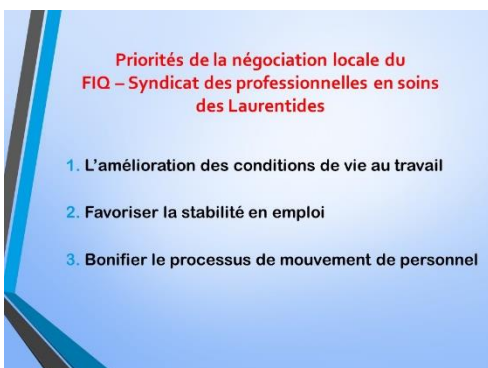 Priorités de la négociation locale du
FIQ – Syndicat des professionnelles en soins
des Laurentides
1. L'amélioration des conditions de vie au travail
2. Favoriser la stabilité en emploi
3. Bonifier le processus de mouvement de personnel